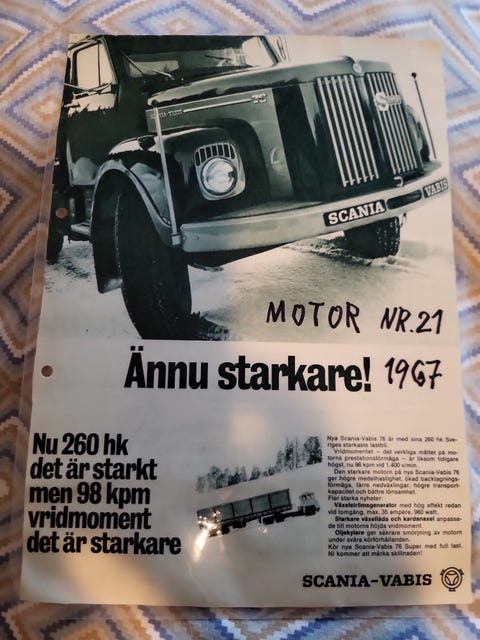 76
SCANIA
VABIS
MOTOR NR.21
Ännu starkare! 1967
Nu 260 hk
det är starkt
men 98 kpm
vridmoment
det är starkare
Nya Scania-Vabis 76 är med sina 260 hk Sve-
riges starkaste lastbil.
Vridmomentet – det verkliga måttet på mo-
torns prestationsförmåga – är liksom tidigare
högst, nu 98 kpm vid 1.400 v/min.
Den starkare motorn på nya Scania-Vabis 76
ger högre medelhastighet, ökad backtagnings-
förmåga, färre nedväxlingar, högre transport-
kapacitet och bättre lönsamhet.
Fler starka nyheter:
Växelströmsgenerator med hög effekt redan
vid tomgång, max. 35 ampere, 980 watt.
Starkare växellåda och kardanaxel anpassa-
de till motorns höjda vridmoment.
Oljekylare ger säkrare smörjning av motorn
under svåra körförhållanden.
Kör nya Scania-Vabis 76 Super med full last.
Ni kommer att märka skillnaden!
SCANIA-VABIS